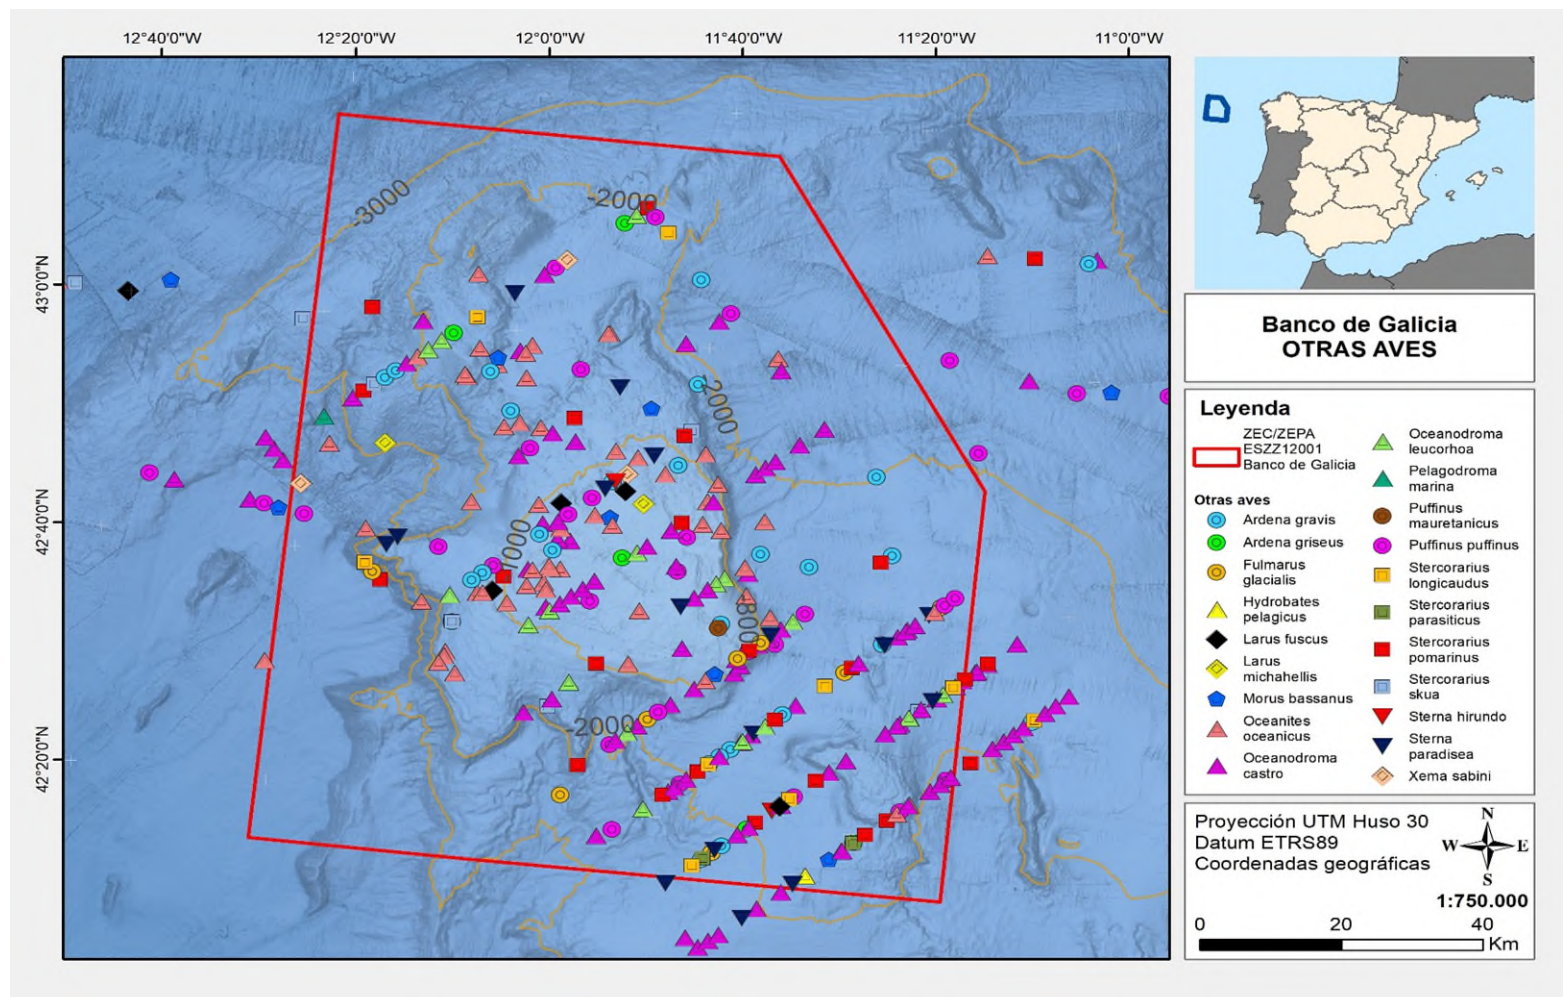 12°40'0"W 12°20'0"W 12°0'0"W 11°40'0"W 11°20'0"W 11°0'0"W
43°0'0"N
42°40'0"N
42°20'0"N
-3000
-2000
2000
1000
800
-2000
Banco de Galicia
OTRAS AVES
Leyenda
ZEC/ZEPA
ESZZ12001
Banco de Galicia
Otras aves
Ardena gravis
Ardena griseus
Fulmarus
glacialis
Hydrobates
pelagicus
Larus fuscus
Larus
michahellis
Morus bassanus
Oceanites
oceanicus
Oceanodroma
castro
Oceanodroma
leucorhoa
Pelagodroma
marina
Puffinus
mauretanicus
Puffinus puffinus
Stercorarius
longicaudus
Stercorarius
parasiticus
Stercorarius
pomarinus
Stercorarius
skua
Sterna hirundo
Sterna
paradisea
Xema sabini
Proyección UTM Huso 30
Datum ETRS89
Coordenadas geográficas
N
W E
S
1:750.000
0 20 40
Km